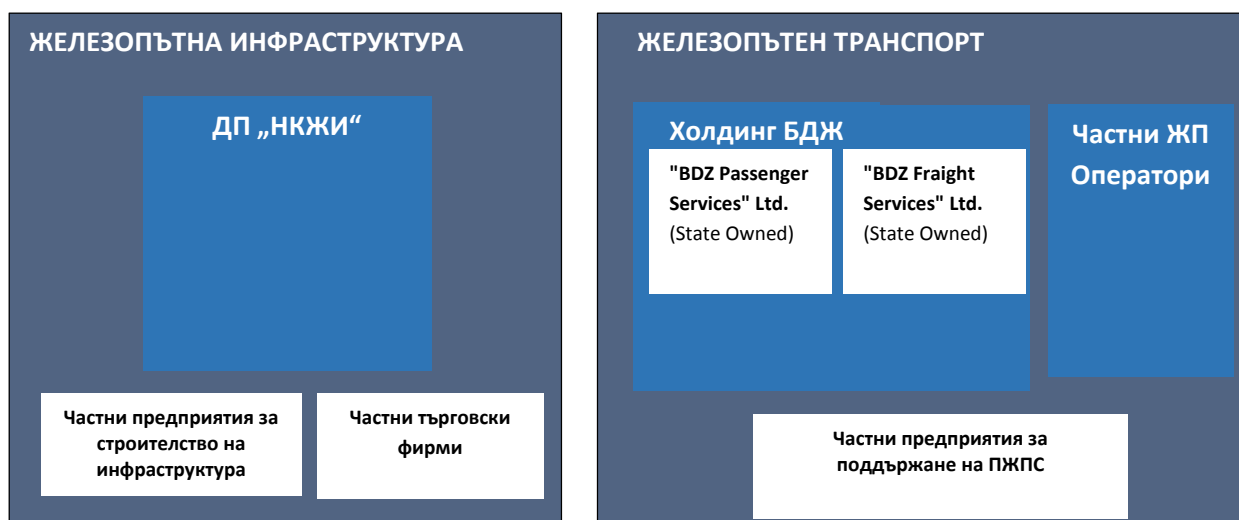 ЖЕЛЕЗОПЪТНА ИНФРАСТРУКТУРА
ДП „НКЖИ“
Частни предприятия за
строителство на
инфраструктура
Частни търговски
фирми
ЖЕЛЕЗОПЪТЕН ТРАНСПОРТ
Холдинг БДЖ
"BDZ Passenger
Services" Ltd.
(State Owned)
"BDZ Fraight
Services" Ltd.
(State Owned)
Частни ЖП
Оператори
Частни предприятия за
поддържане на ПЖПС